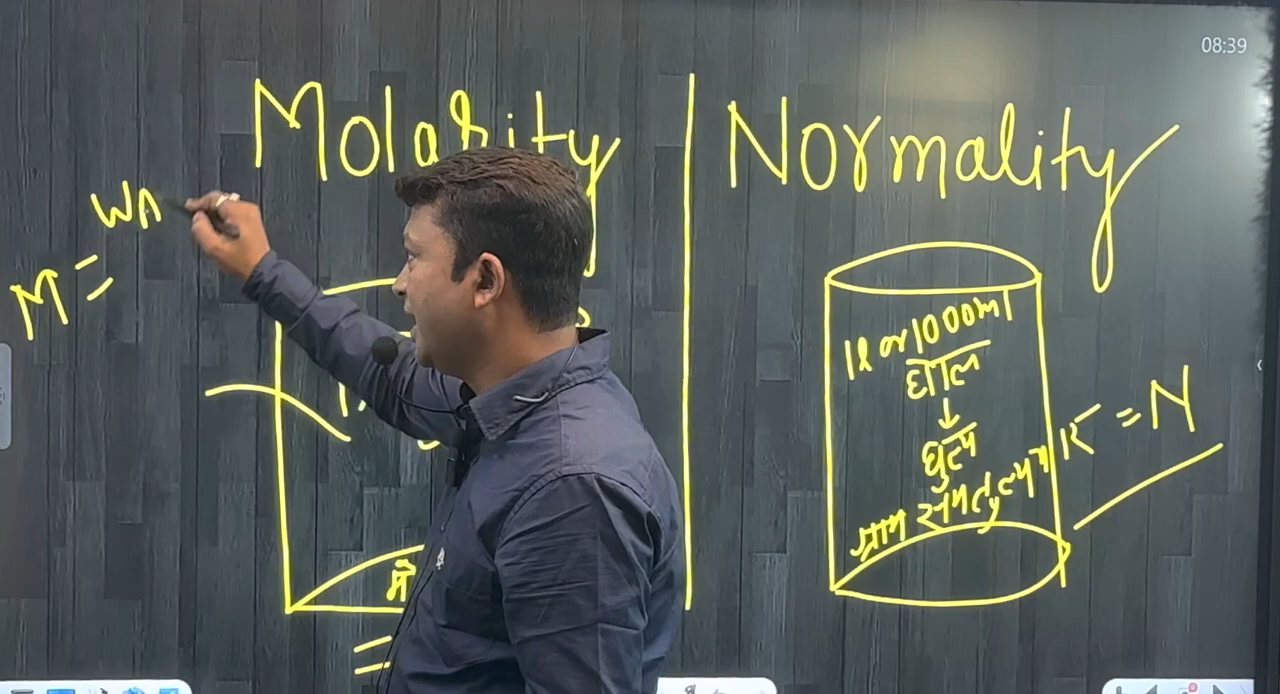 08:39
Molarity
Normality
M = WA
1l or 1000ml
घोल
↓
घुल्य
ग्राम समतुल्य
= N
में
=